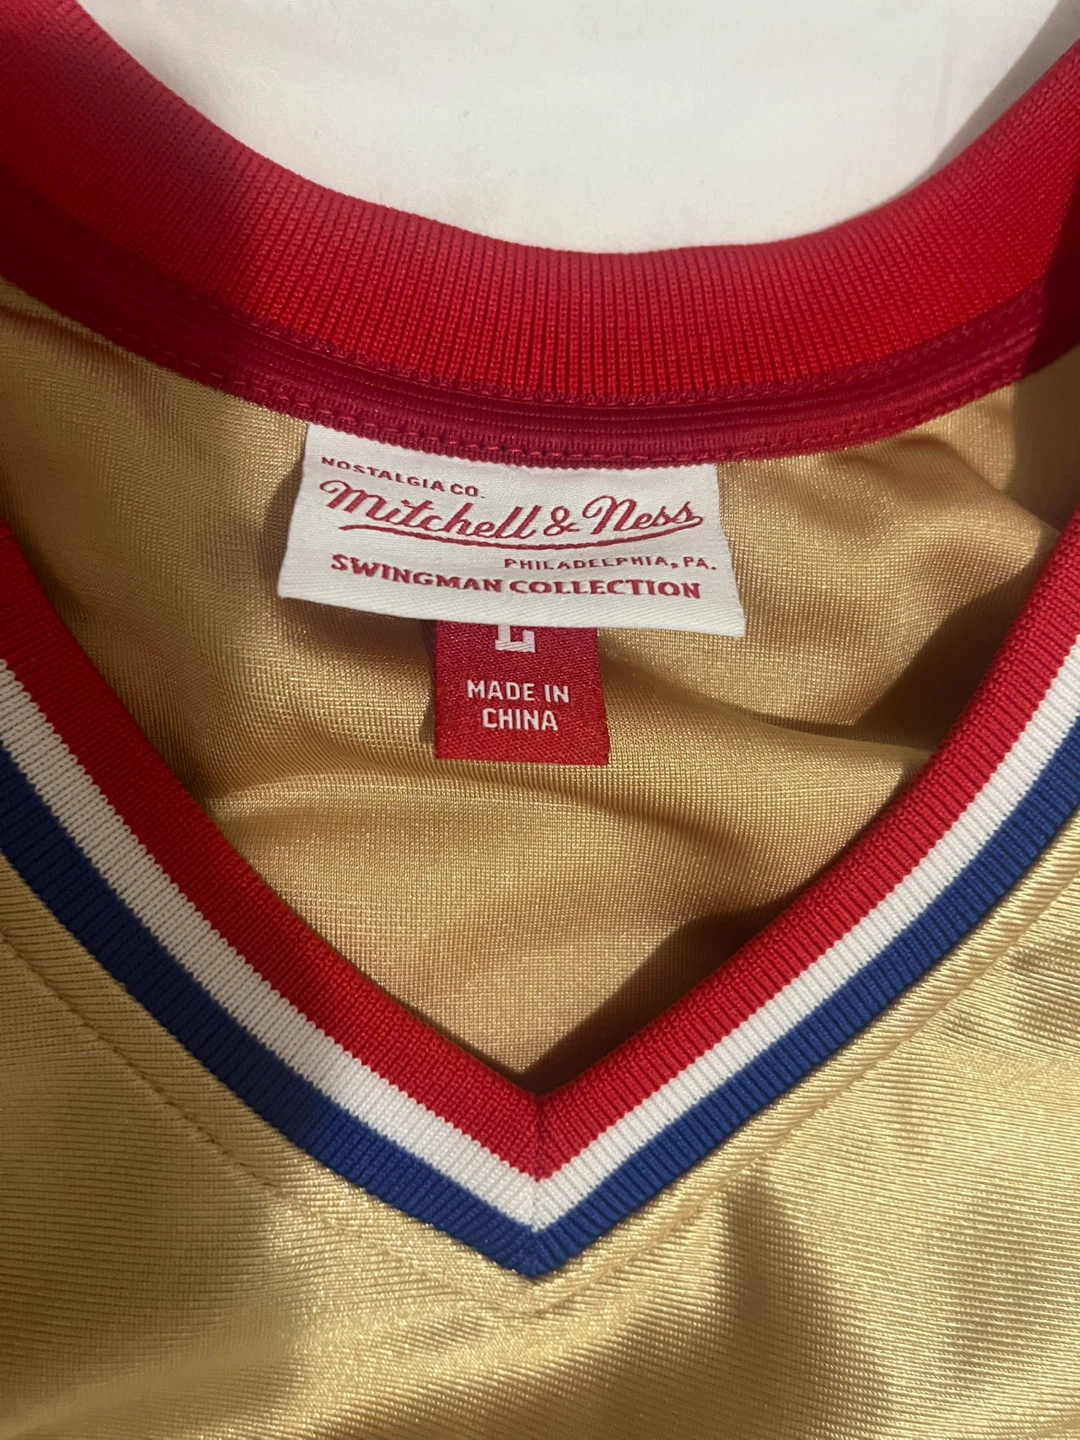 NOSTALGIA CO.
Mitchell & Ness
PHILADELPHIA, PA.
SWINGMAN COLLECTION
L
MADE IN
CHINA